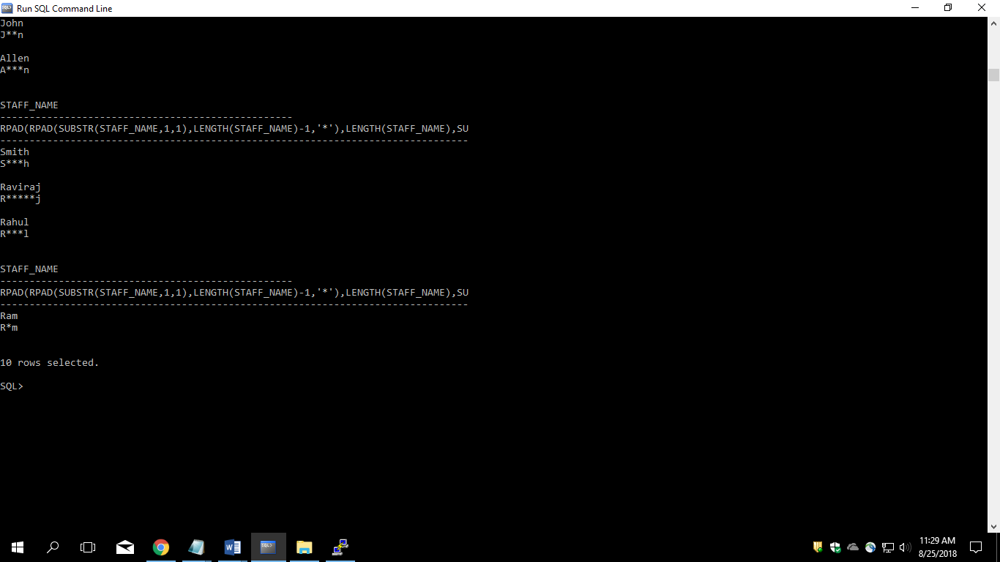 Run SQL Command Line
John
J**n
Allen
A***n
STAFF_NAME
--------------------------------------------------
RPAD(RPAD(SUBSTR(STAFF_NAME,1,1),LENGTH(STAFF_NAME)-1,'*'),LENGTH(STAFF_NAME),SU
--------------------------------------------------------------------------------
Smith
S***h
Raviraj
R*****j
Rahul
R***l
STAFF_NAME
--------------------------------------------------
RPAD(RPAD(SUBSTR(STAFF_NAME,1,1),LENGTH(STAFF_NAME)-1,'*'),LENGTH(STAFF_NAME),SU
--------------------------------------------------------------------------------
Ram
R*m
10 rows selected.
SQL>
11:29 AM
8/25/2018